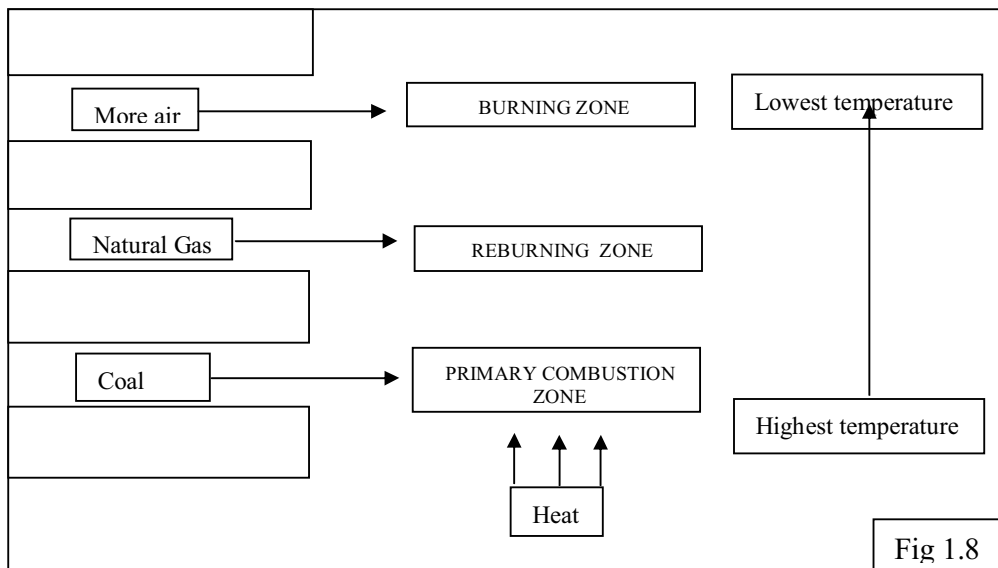 More air
BURNING ZONE
Lowest temperature
Natural Gas
REBURNING ZONE
Coal
PRIMARY COMBUSTION
ZONE
Highest temperature
Heat
Fig 1.8